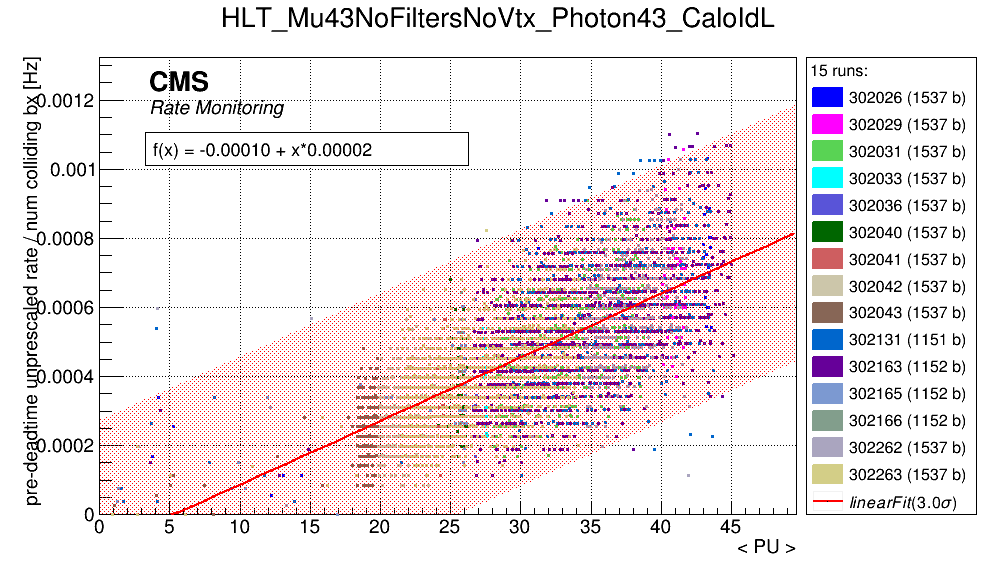 HLT_Mu43NoFiltersNoVtx_Photon43_CaloIdL
pre-deadtime unprescaled rate / num colliding bx [Hz]
CMS
Rate Monitoring
f(x) = -0.00010 + x*0.00002
0.0012
0.001
0.0008
0.0006
0.0004
0.0002
0
0 5 10 15 20 25 30 35 40 45
< PU >
15 runs:
302026 (1537 b)
302029 (1537 b)
302031 (1537 b)
302033 (1537 b)
302036 (1537 b)
302040 (1537 b)
302041 (1537 b)
302042 (1537 b)
302043 (1537 b)
302131 (1151 b)
302163 (1152 b)
302165 (1152 b)
302166 (1152 b)
302262 (1537 b)
302263 (1537 b)
linearFit(3.0σ)